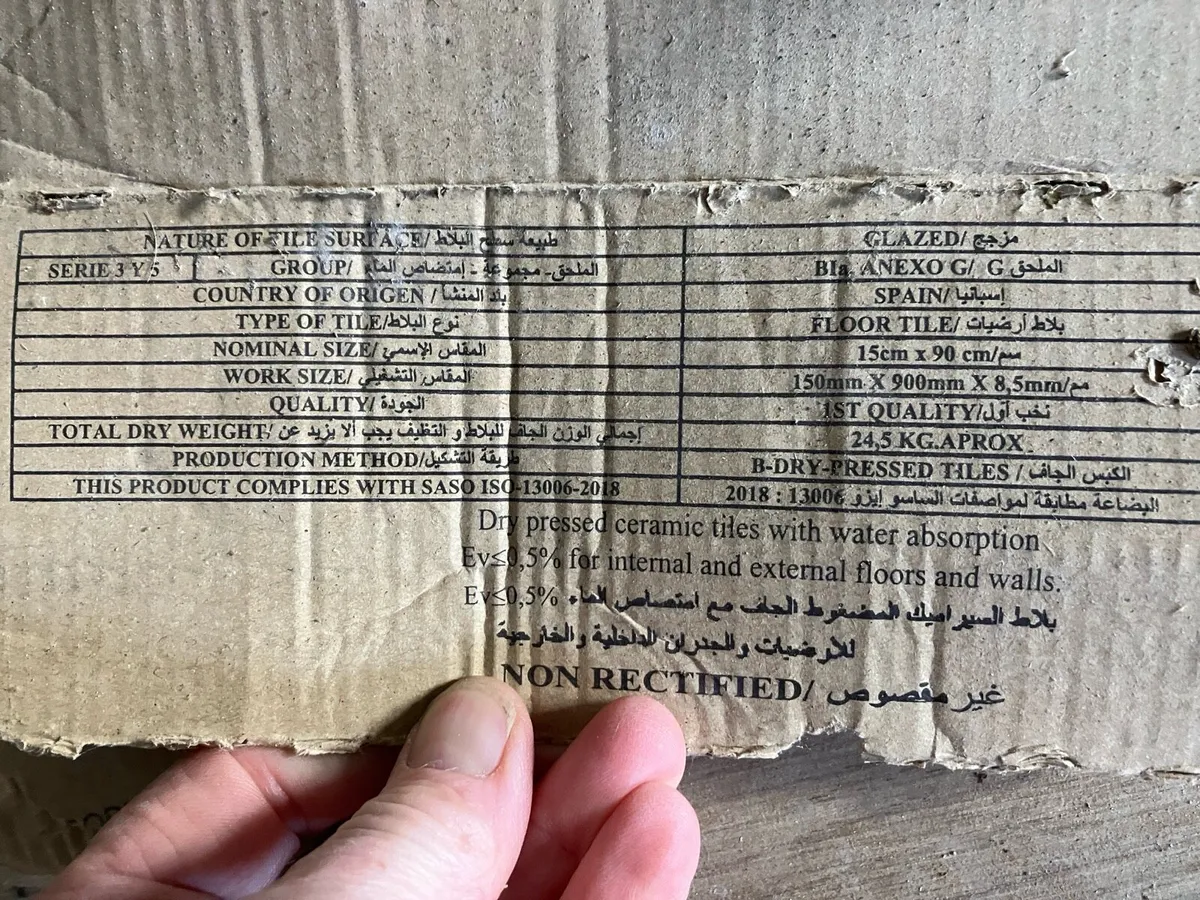 NATURE OF TILE SURFACE/ طبيعة سطح البلاط GLAZED/ مزجج
SERIE 3 Y 5 GROUP/ الملحق- مجموعة - إمتصاص الماء BIa, ANEXO G/ G الملحق
COUNTRY OF ORIGEN / بلد المنشأ SPAIN/ إسبانيا
TYPE OF TILE/ نوع البلاط FLOOR TILE/ بلاط أرضيات
NOMINAL SIZE/ المقاس الإسمي 15cm x 90 cm/سم
WORK SIZE/ المقاس التشغيلي 150mm X 900mm X 8,5mm/مم
QUALITY/ الجودة 1ST QUALITY/ نخب أول
TOTAL DRY WEIGHT/ إجمالي الوزن الجاف للبلاط و التظيف يجب ألا يزيد عن 24,5 KG.APROX.
PRODUCTION METHOD/ طريقة التشكيل B-DRY-PRESSED TILES / الكبس الجاف
THIS PRODUCT COMPLIES WITH SASO ISO-13006-2018 البضاعة مطابقة لمواصفات الساسو إيزو 13006 : 2018
Dry pressed ceramic tiles with water absorption
Ev≤0,5% for internal and external floors and walls.
بلاط السيراميك المضغوط الجاف مع امتصاص الماء Ev≤0,5%
للأرضيات والجدران الداخلية والخارجية
NON RECTIFIED/ غير مقصوص